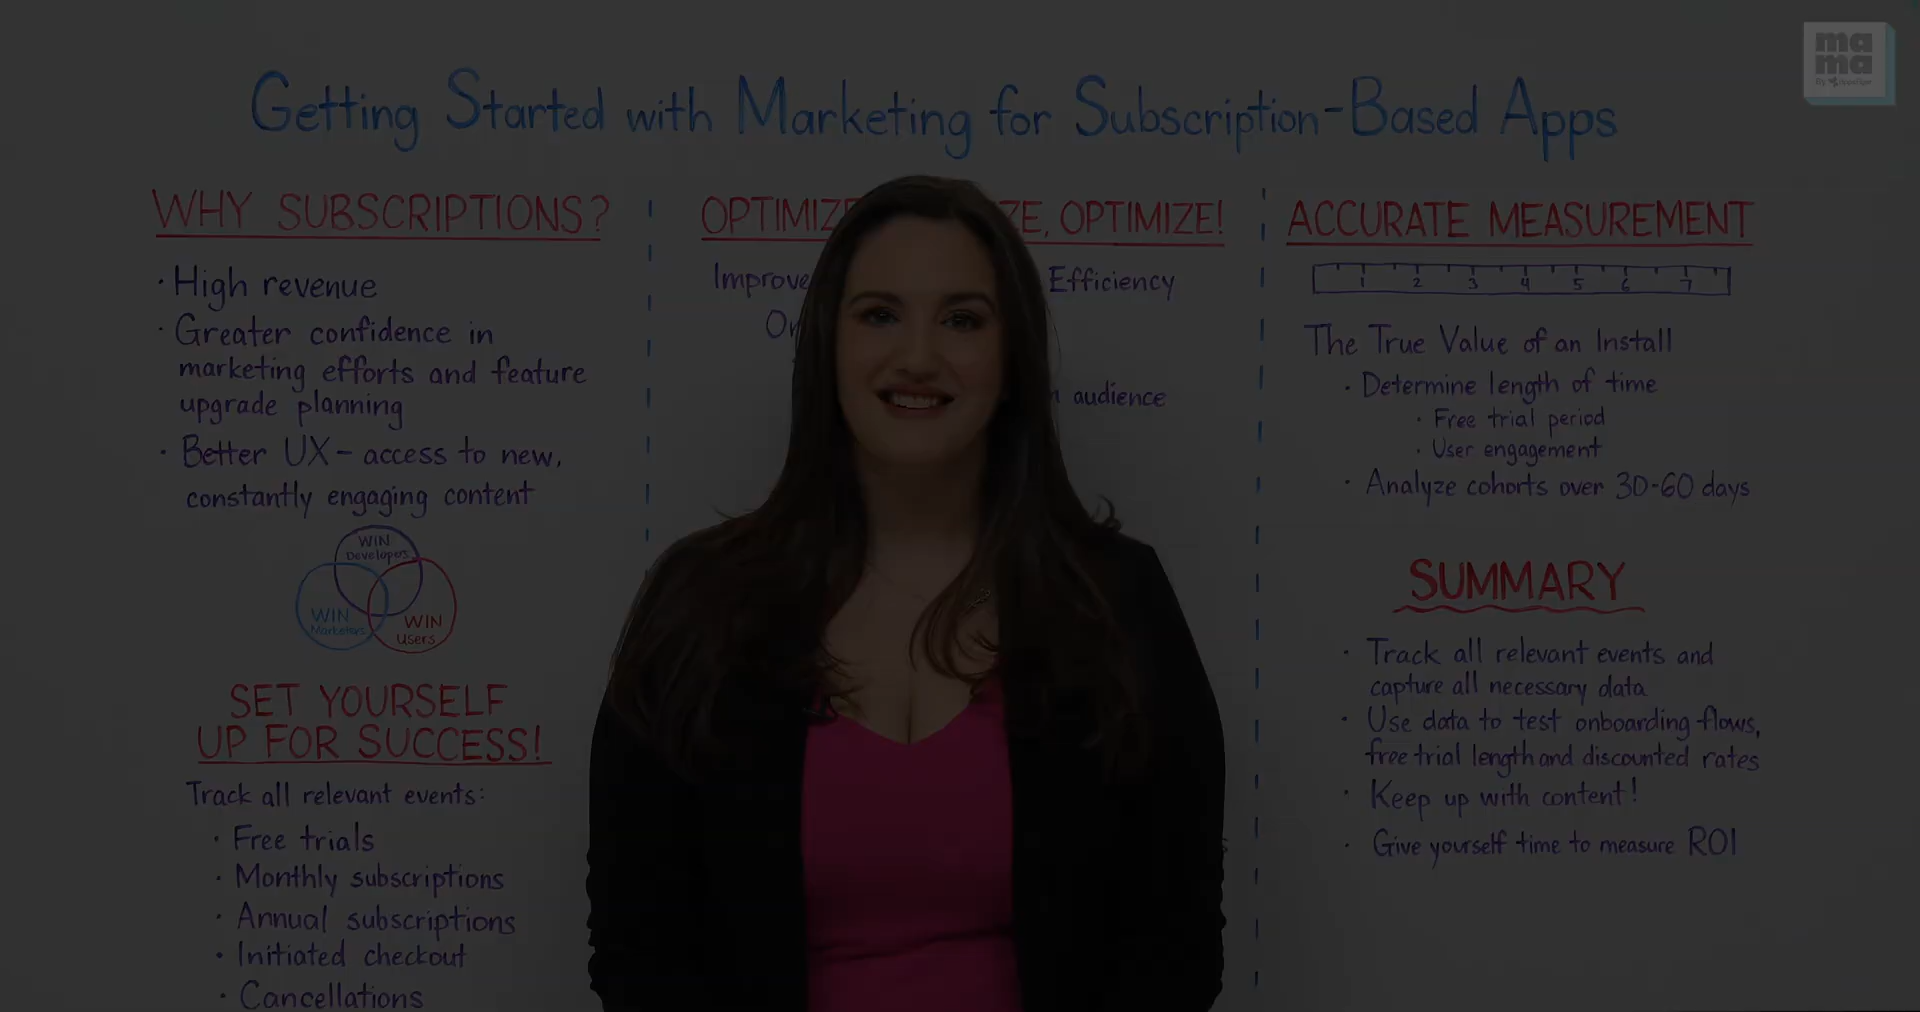 ma
ma
Getting Started with Marketing for Subscription-Based Apps
WHY SUBSCRIPTIONS?
· High revenue
· Greater confidence in
marketing efforts and feature
upgrade planning
· Better UX - access to new,
constantly engaging content
WIN
Developers
WIN
Marketers
WIN
Users
SET YOURSELF
UP FOR SUCCESS!
Track all relevant events:
· Free trials
· Monthly subscriptions
· Annual subscriptions
· Initiated checkout
· Cancellations
OPTIMIZE, OPTIMIZE!
Improve Efficiency
audience
ACCURATE MEASUREMENT
1 2 3 4 5 6 7
The True Value of an Install
· Determine length of time
· Free trial period
· User engagement
· Analyze cohorts over 30-60 days
SUMMARY
· Track all relevant events and
capture all necessary data
· Use data to test onboarding flows,
free trial length and discounted rates
· Keep up with content!
· Give yourself time to measure ROI